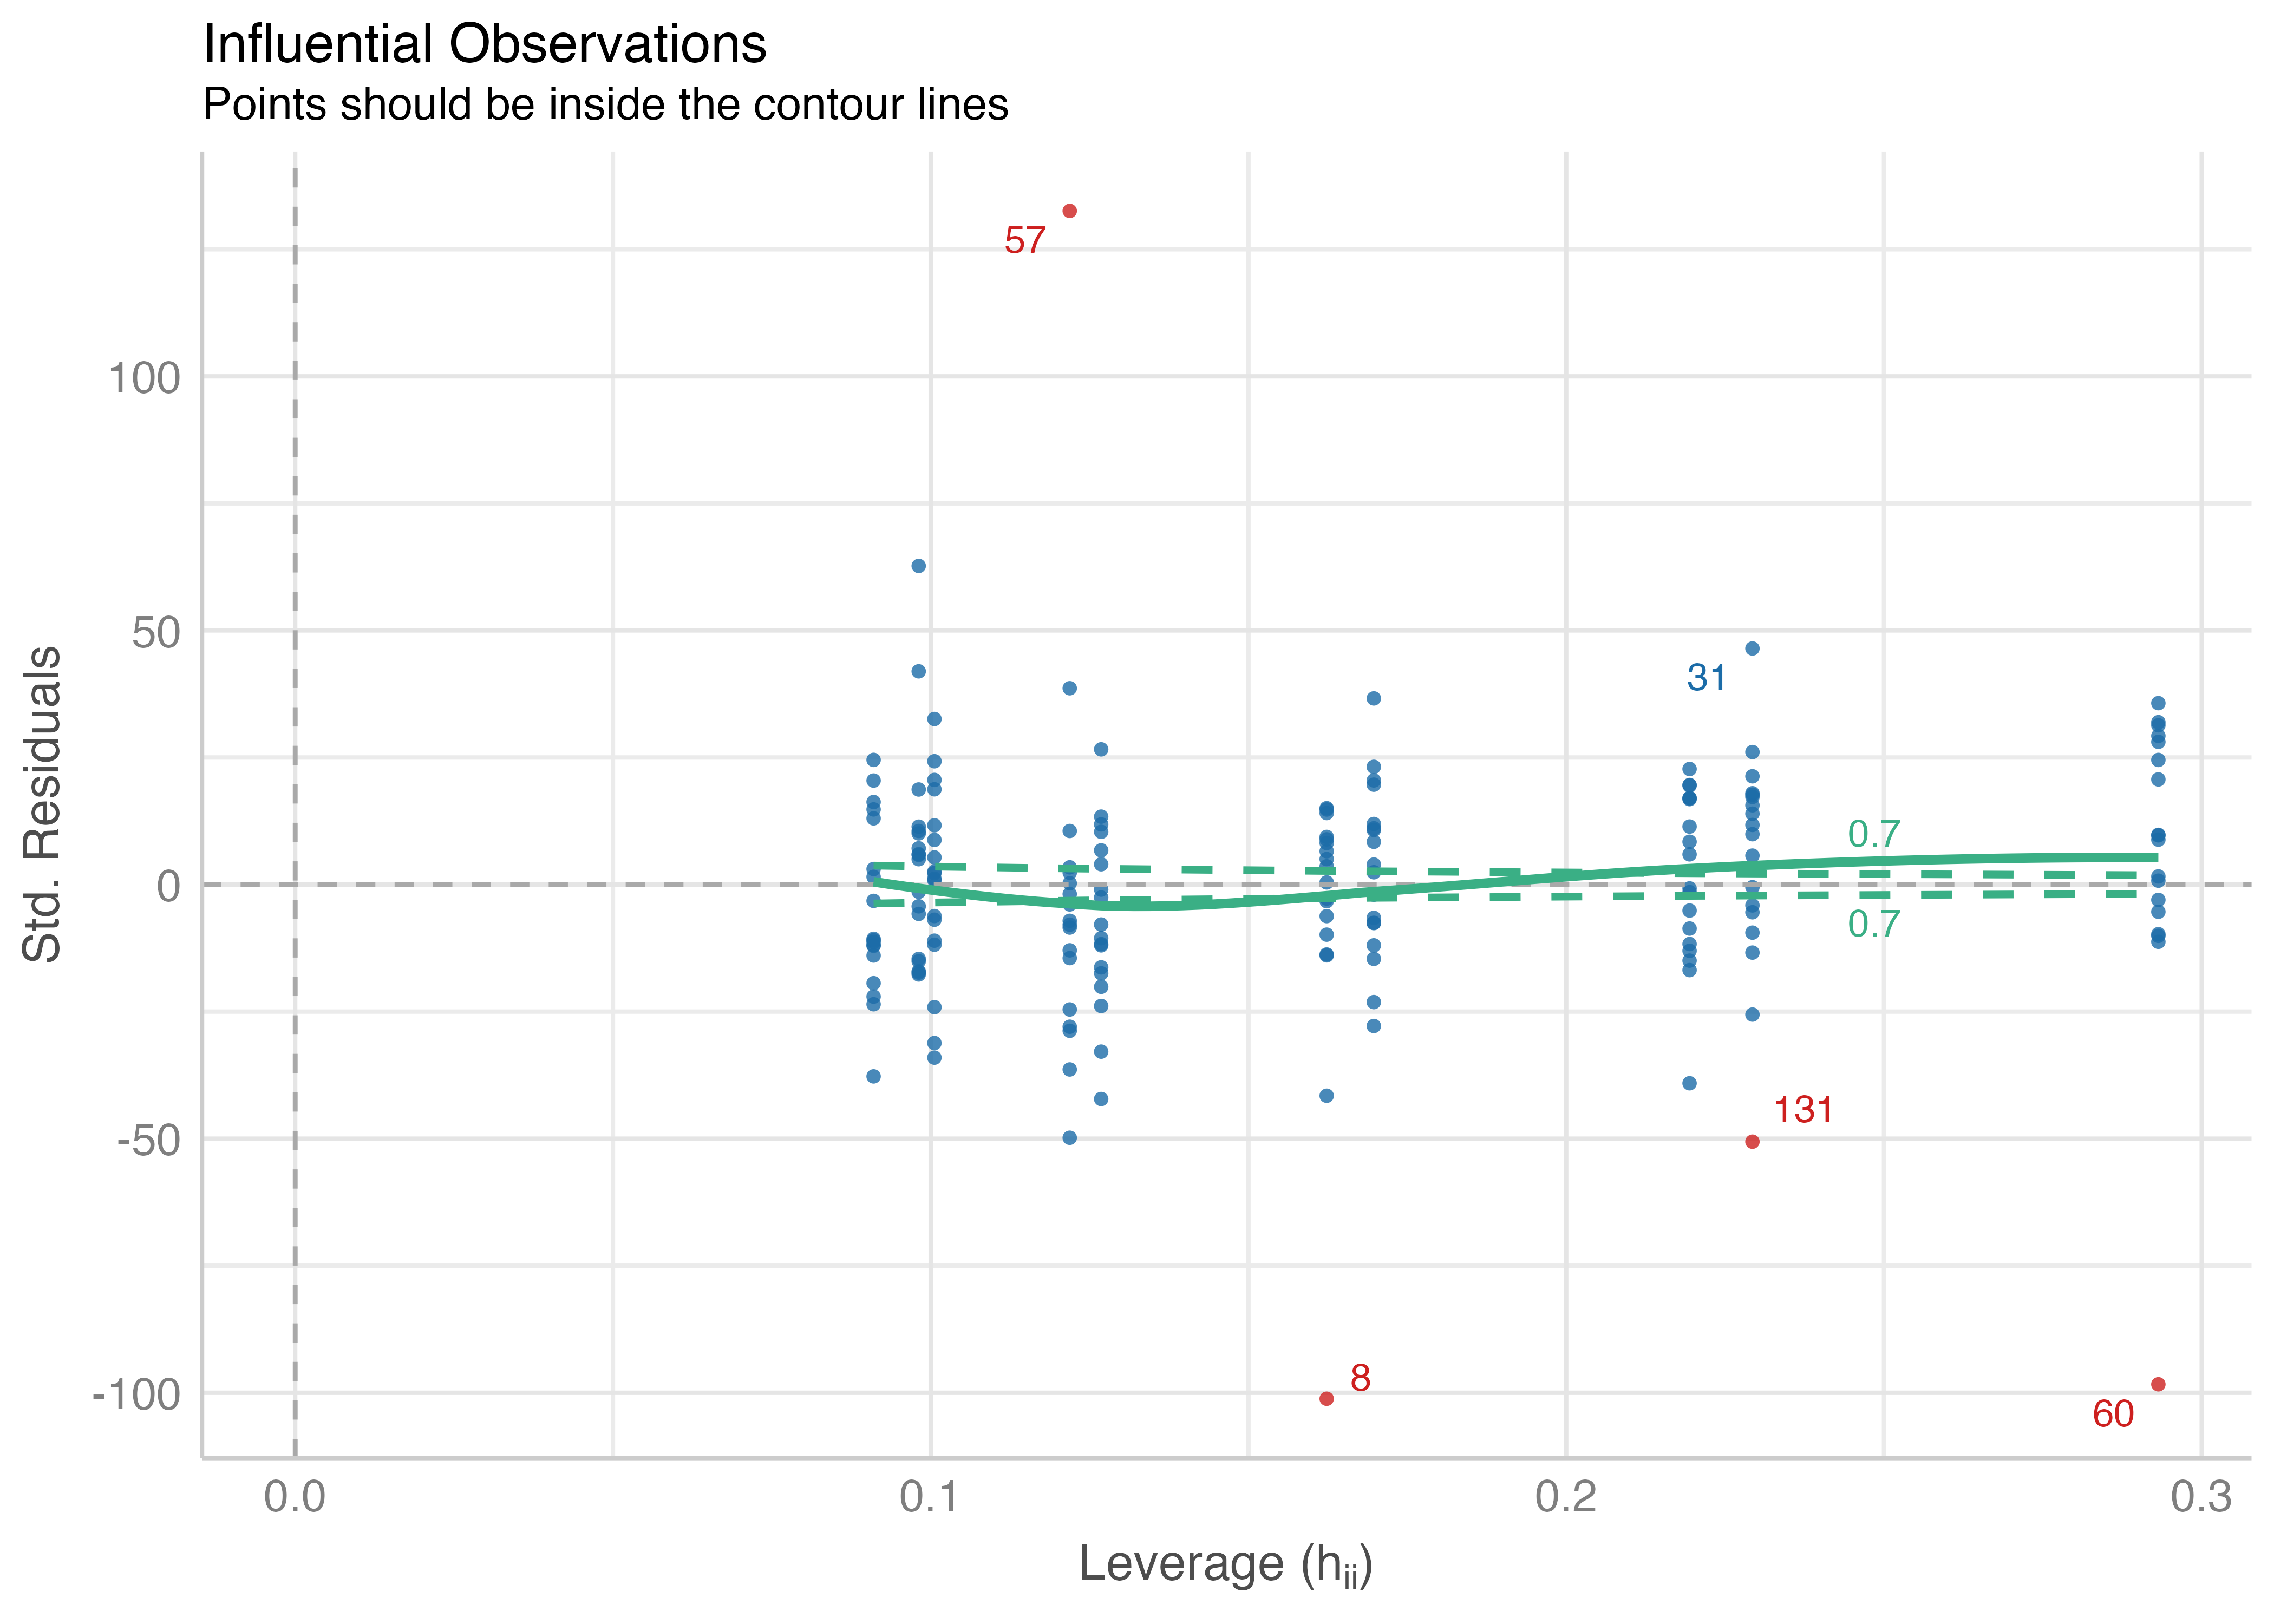 Influential Observations
Points should be inside the contour lines
57
100
50
31
0.7
0
0.7
Std. Residuals
131
-50
8
-100
60
0.0 0.1 0.2 0.3
Leverage (hii)